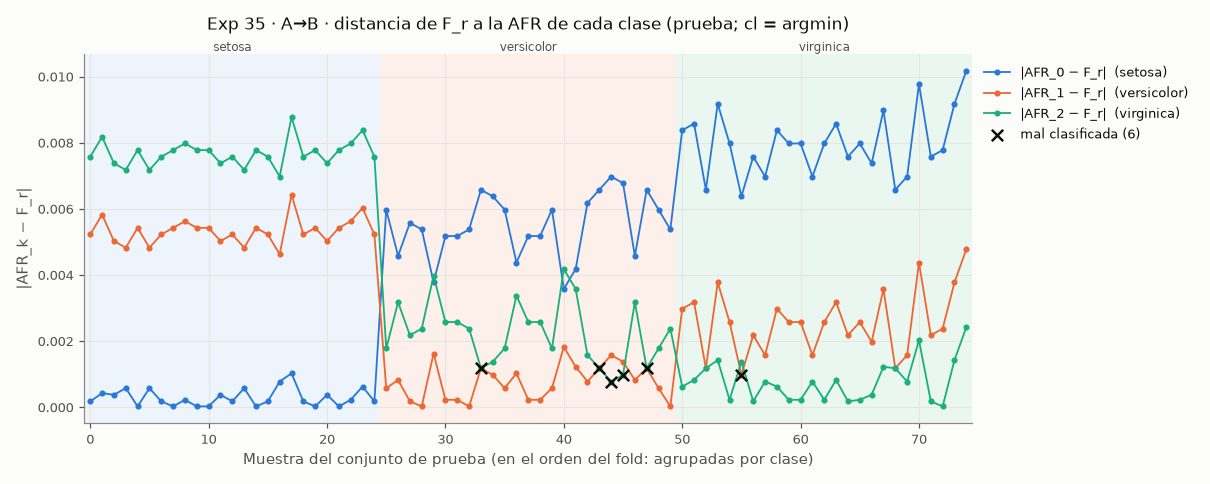 Exp 35 · A→B · distancia de F_r a la AFR de cada clase (prueba; cl = argmin)
setosa
versicolor
virginica
|AFR_0 − F_r| (setosa)
|AFR_1 − F_r| (versicolor)
|AFR_2 − F_r| (virginica)
mal clasificada (6)
|AFR_k − F_r|
0.010
0.008
0.006
0.004
0.002
0.000
0 10 20 30 40 50 60 70
Muestra del conjunto de prueba (en el orden del fold: agrupadas por clase)